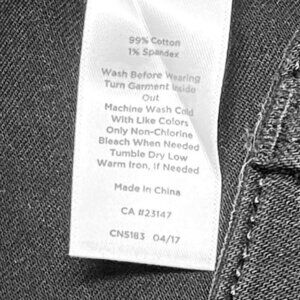 99% Cotton
1% Spandex
Wash Before Wearing
Turn Garment Inside
Out
Machine Wash Cold
With Like Colors
Only Non-Chlorine
Bleach When Needed
Tumble Dry Low
Warm Iron, If Needed
Made in China
CA #23147
CN5183 04/17